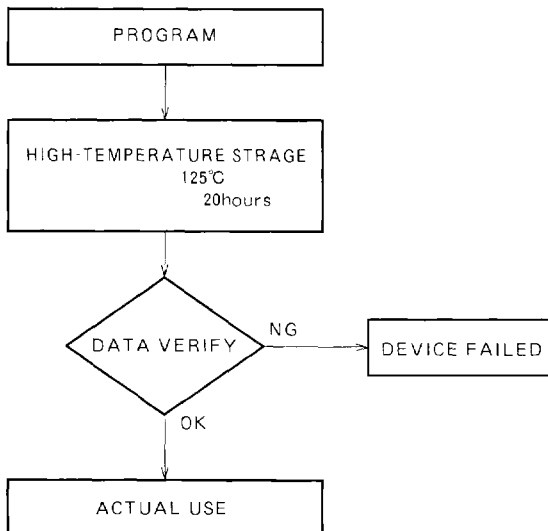 PROGRAM
HIGH-TEMPERATURE STRAGE
125°C
20hours
DATA VERIFY
NG
DEVICE FAILED
OK
ACTUAL USE